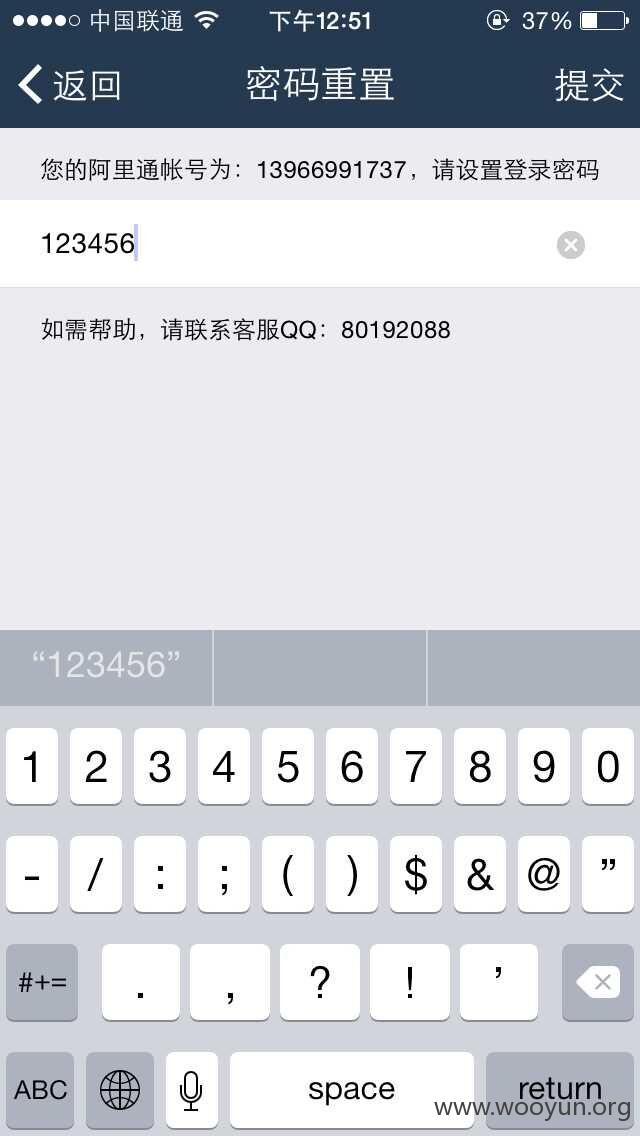 中国联通 下午12:51 37%
返回 密码重置 提交
您的阿里通帐号为：13966991737，请设置登录密码
123456
如需帮助，请联系客服QQ：80192088
“123456”
1 2 3 4 5 6 7 8 9 0
- / : ; ( ) $ & @ ”
#+= . , ? ! ’
ABC space return
www.wooyun.org